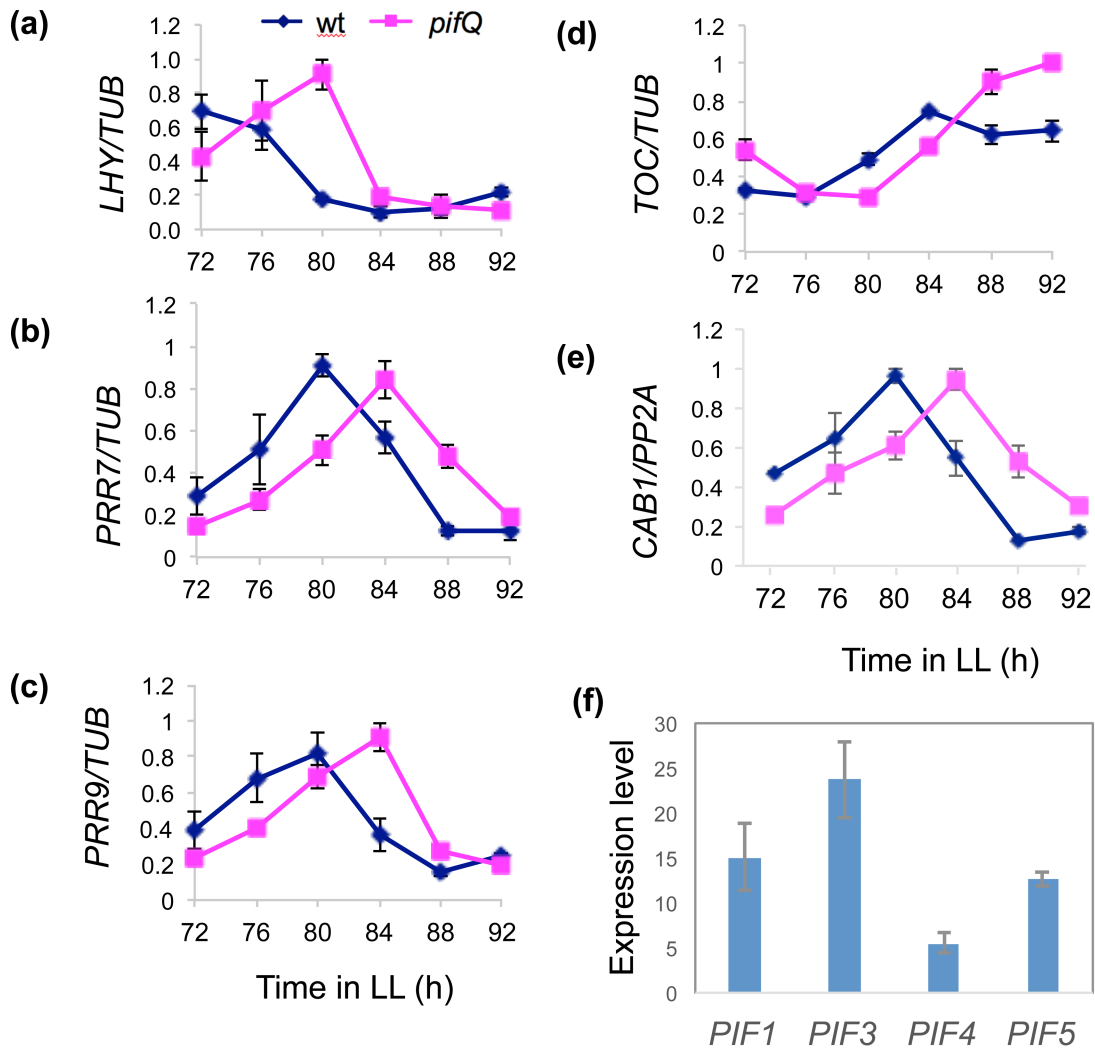 (a)
wt
pifQ
LHY/TUB
1.2
1.0
0.8
0.6
0.4
0.2
0.0
72 76 80 84 88 92
(b)
PRR7/TUB
1.2
1
0.8
0.6
0.4
0.2
0
72 76 80 84 88 92
(c)
PRR9/TUB
1.2
1
0.8
0.6
0.4
0.2
0
72 76 80 84 88 92
Time in LL (h)
(d)
TOC/TUB
1.2
1
0.8
0.6
0.4
0.2
0
72 76 80 84 88 92
(e)
CAB1/PP2A
1.2
1
0.8
0.6
0.4
0.2
0
72 76 80 84 88 92
Time in LL (h)
(f)
Expression level
30
25
20
15
10
5
0
PIF1 PIF3 PIF4 PIF5